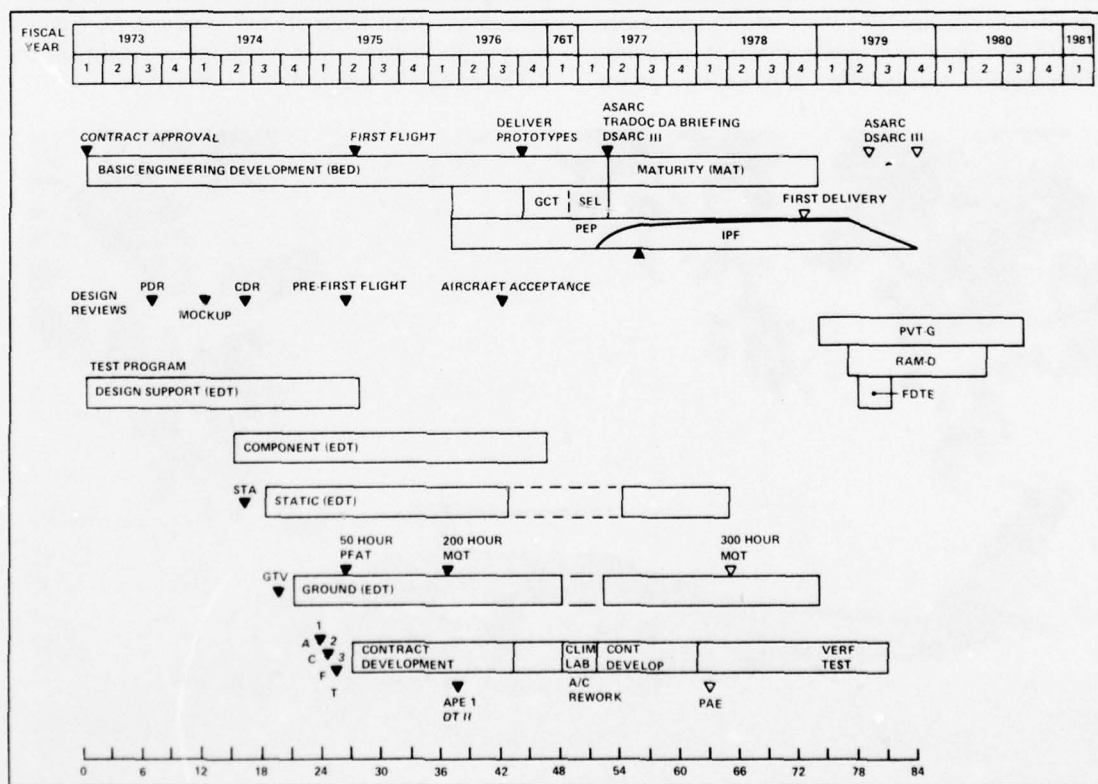 FISCAL YEAR 1973 1974 1975 1976 76T 1977 1978 1979 1980 1981
1 2 3 4 1 2 3 4 1 2 3 4 1 2 3 4 1 1 2 3 4 1 2 3 4 1 2 3 4 1 2 3 4 1
CONTRACT APPROVAL
FIRST FLIGHT
DELIVER
PROTOTYPES
ASARC
TRADOC DA BRIEFING
DSARC III
ASARC
DSARC III
BASIC ENGINEERING DEVELOPMENT (BED)
MATURITY (MAT)
GCT
SEL
FIRST DELIVERY
PEP
IPF
DESIGN
REVIEWS
PDR
MOCKUP
CDR
PRE-FIRST FLIGHT
AIRCRAFT ACCEPTANCE
PVT-G
RAM-D
FDTE
TEST PROGRAM
DESIGN SUPPORT (EDT)
COMPONENT (EDT)
STA
STATIC (EDT)
50 HOUR
PFAT
200 HOUR
MQT
300 HOUR
MQT
GTV
GROUND (EDT)
1
A 2
C 3
F
T
CONTRACT
DEVELOPMENT
CLIM
LAB
CONT
DEVELOP
VERF
TEST
A/C
REWORK
APE 1
DT II
PAE
0 6 12 18 24 30 36 42 48 54 60 66 72 78 84